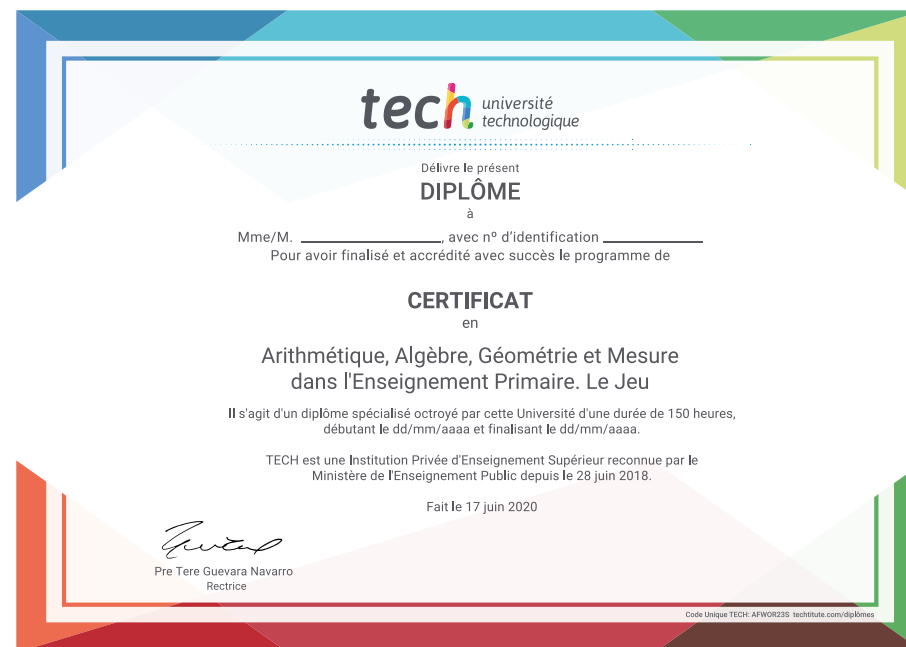 tech université
technologique
Délivre le présent
DIPLÔME
à
Mme/M. ____________________, avec nº d'identification ______________
Pour avoir finalisé et accrédité avec succès le programme de
CERTIFICAT
en
Arithmétique, Algèbre, Géométrie et Mesure
dans l'Enseignement Primaire. Le Jeu
Il s'agit d'un diplôme spécialisé octroyé par cette Université d'une durée de 150 heures,
débutant le dd/mm/aaaa et finalisant le dd/mm/aaaa.
TECH est une Institution Privée d'Enseignement Supérieur reconnue par le
Ministère de l'Enseignement Public depuis le 28 juin 2018.
Fait le 17 juin 2020
Pre Tere Guevara Navarro
Rectrice
Code Unique TECH: AFWOR23S techtitute.com/diplômes